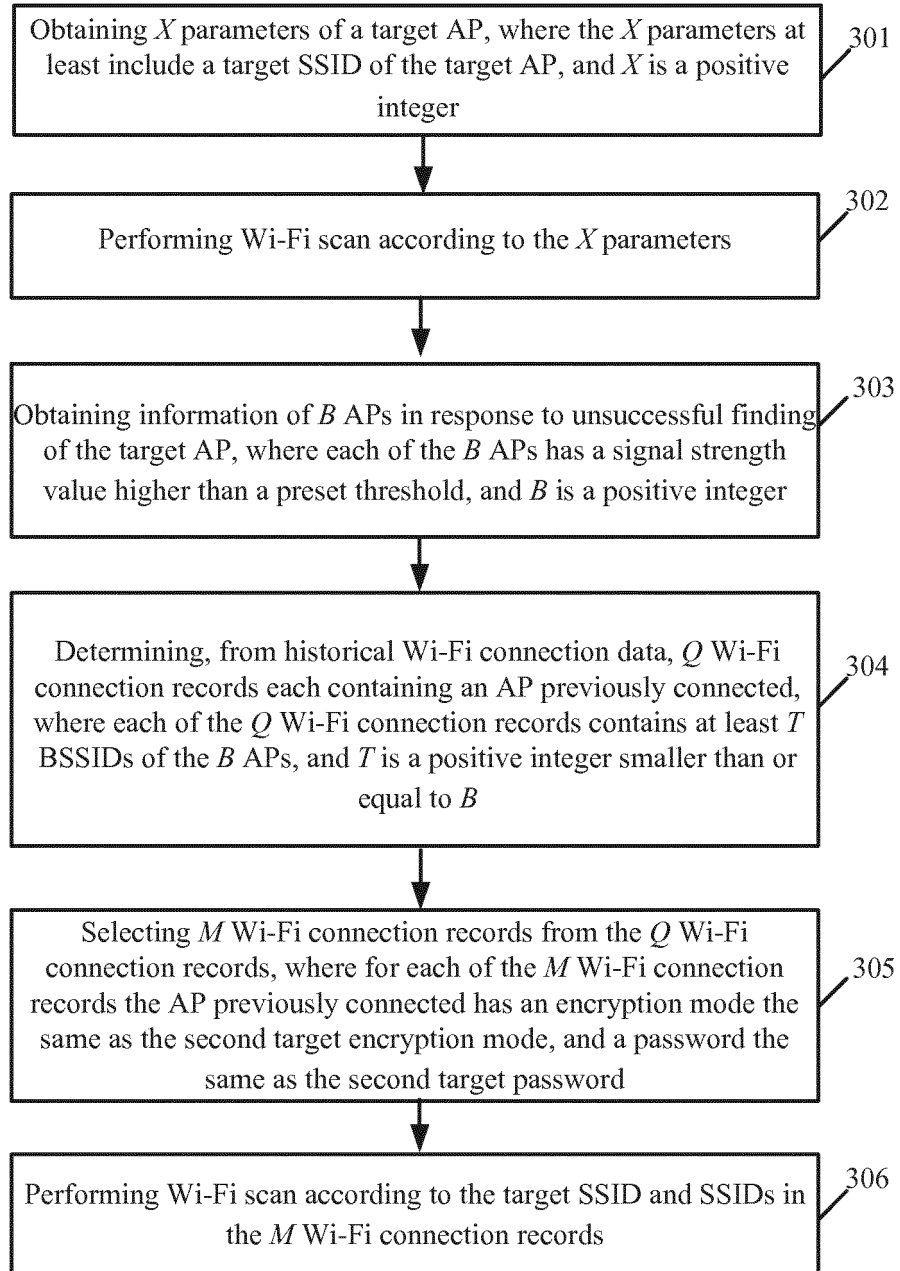 Obtaining X parameters of a target AP, where the X parameters at
least include a target SSID of the target AP, and X is a positive
integer
301
302
Performing Wi-Fi scan according to the X parameters
303
Obtaining information of B APs in response to unsuccessful finding
of the target AP, where each of the B APs has a signal strength
value higher than a preset threshold, and B is a positive integer
Determining, from historical Wi-Fi connection data, Q Wi-Fi
connection records each containing an AP previously connected,
where each of the Q Wi-Fi connection records contains at least T
BSSIDs of the B APs, and T is a positive integer smaller than or
equal to B
304
Selecting M Wi-Fi connection records from the Q Wi-Fi
connection records, where for each of the M Wi-Fi connection
records the AP previously connected has an encryption mode the
same as the second target encryption mode, and a password the
same as the second target password
305
Performing Wi-Fi scan according to the target SSID and SSIDs in
the M Wi-Fi connection records
306